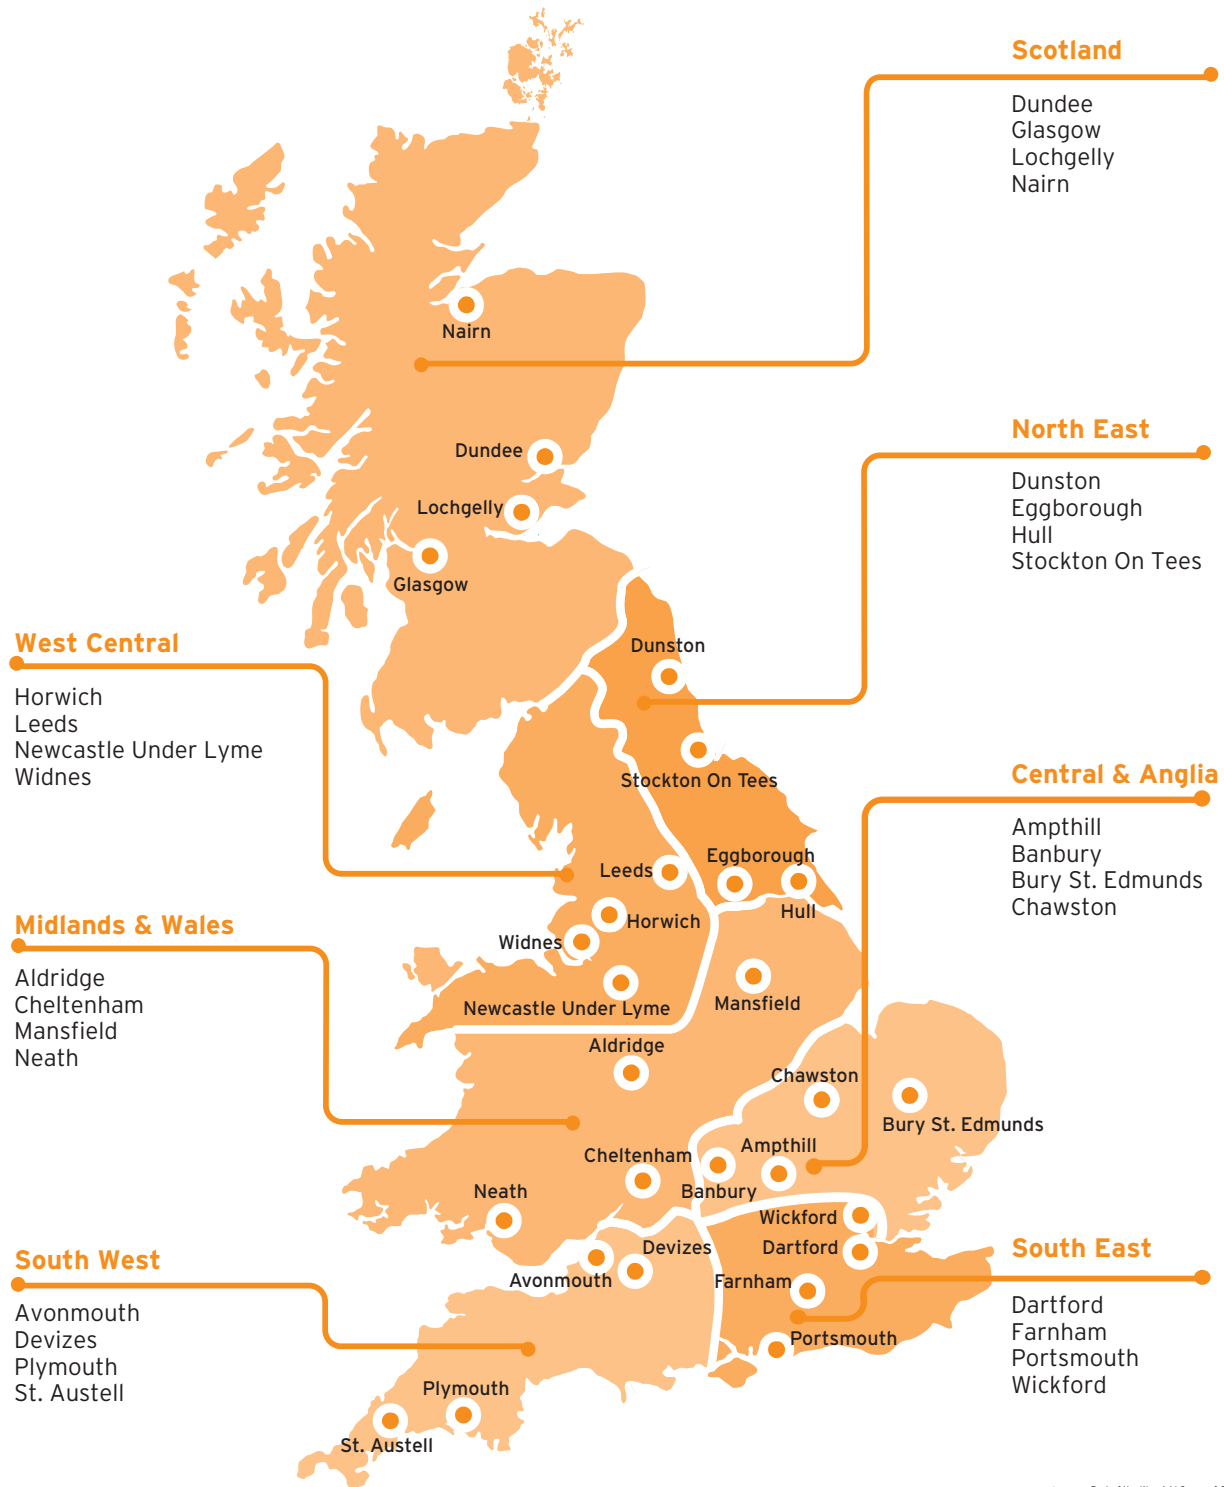 Scotland
Dundee
Glasgow
Lochgelly
Nairn
Nairn
North East
Dunston
Eggborough
Hull
Stockton On Tees
Dundee
Lochgelly
Glasgow
West Central
Horwich
Leeds
Newcastle Under Lyme
Widnes
Dunston
Stockton On Tees
Central & Anglia
Ampthill
Banbury
Bury St. Edmunds
Chawston
Eggborough
Leeds
Hull
Horwich
Widnes
Midlands & Wales
Aldridge
Cheltenham
Mansfield
Neath
Mansfield
Newcastle Under Lyme
Aldridge
Chawston
Bury St. Edmunds
Ampthill
Cheltenham
Banbury
Neath
Wickford
Dartford
Devizes
Avonmouth
Farnham
Portsmouth
South West
Avonmouth
Devizes
Plymouth
St. Austell
South East
Dartford
Farnham
Portsmouth
Wickford
Plymouth
St. Austell